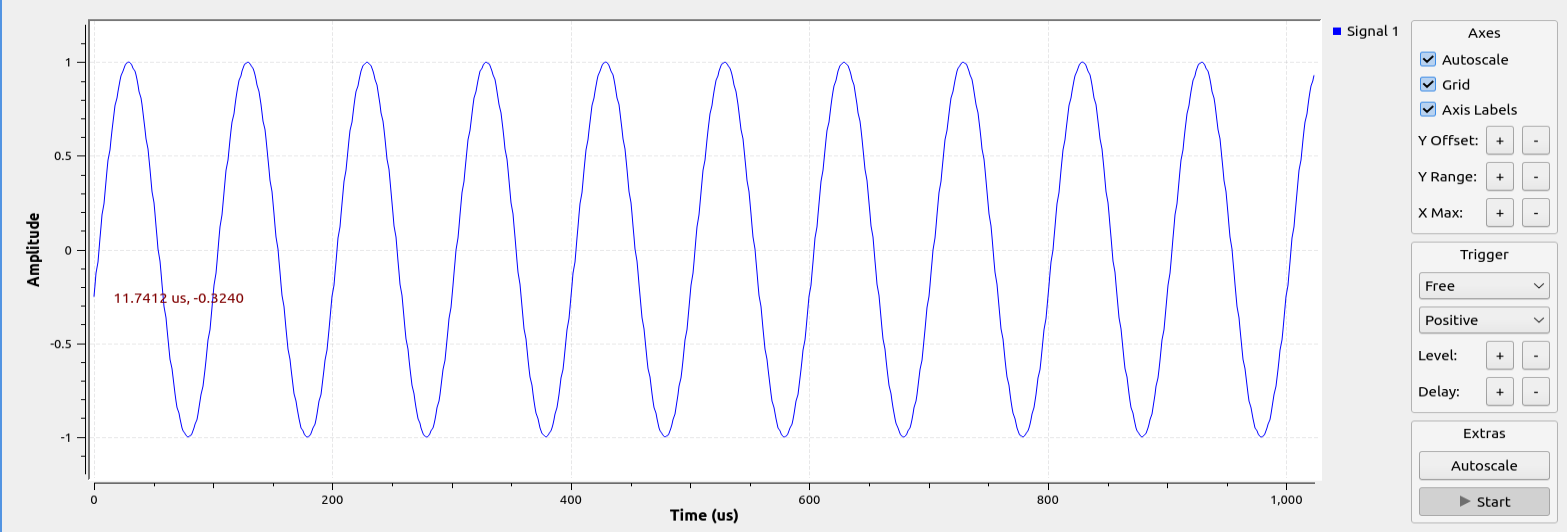 Signal 1
1
0.5
0
-0.5
-1
Amplitude
11.7412 us, -0.3240
0 200 400 600 800 1,000
Time (us)
Axes
Autoscale
Grid
Axis Labels
Y Offset: + -
Y Range: + -
X Max: + -
Trigger
Free
Positive
Level: + -
Delay: + -
Extras
Autoscale
Start